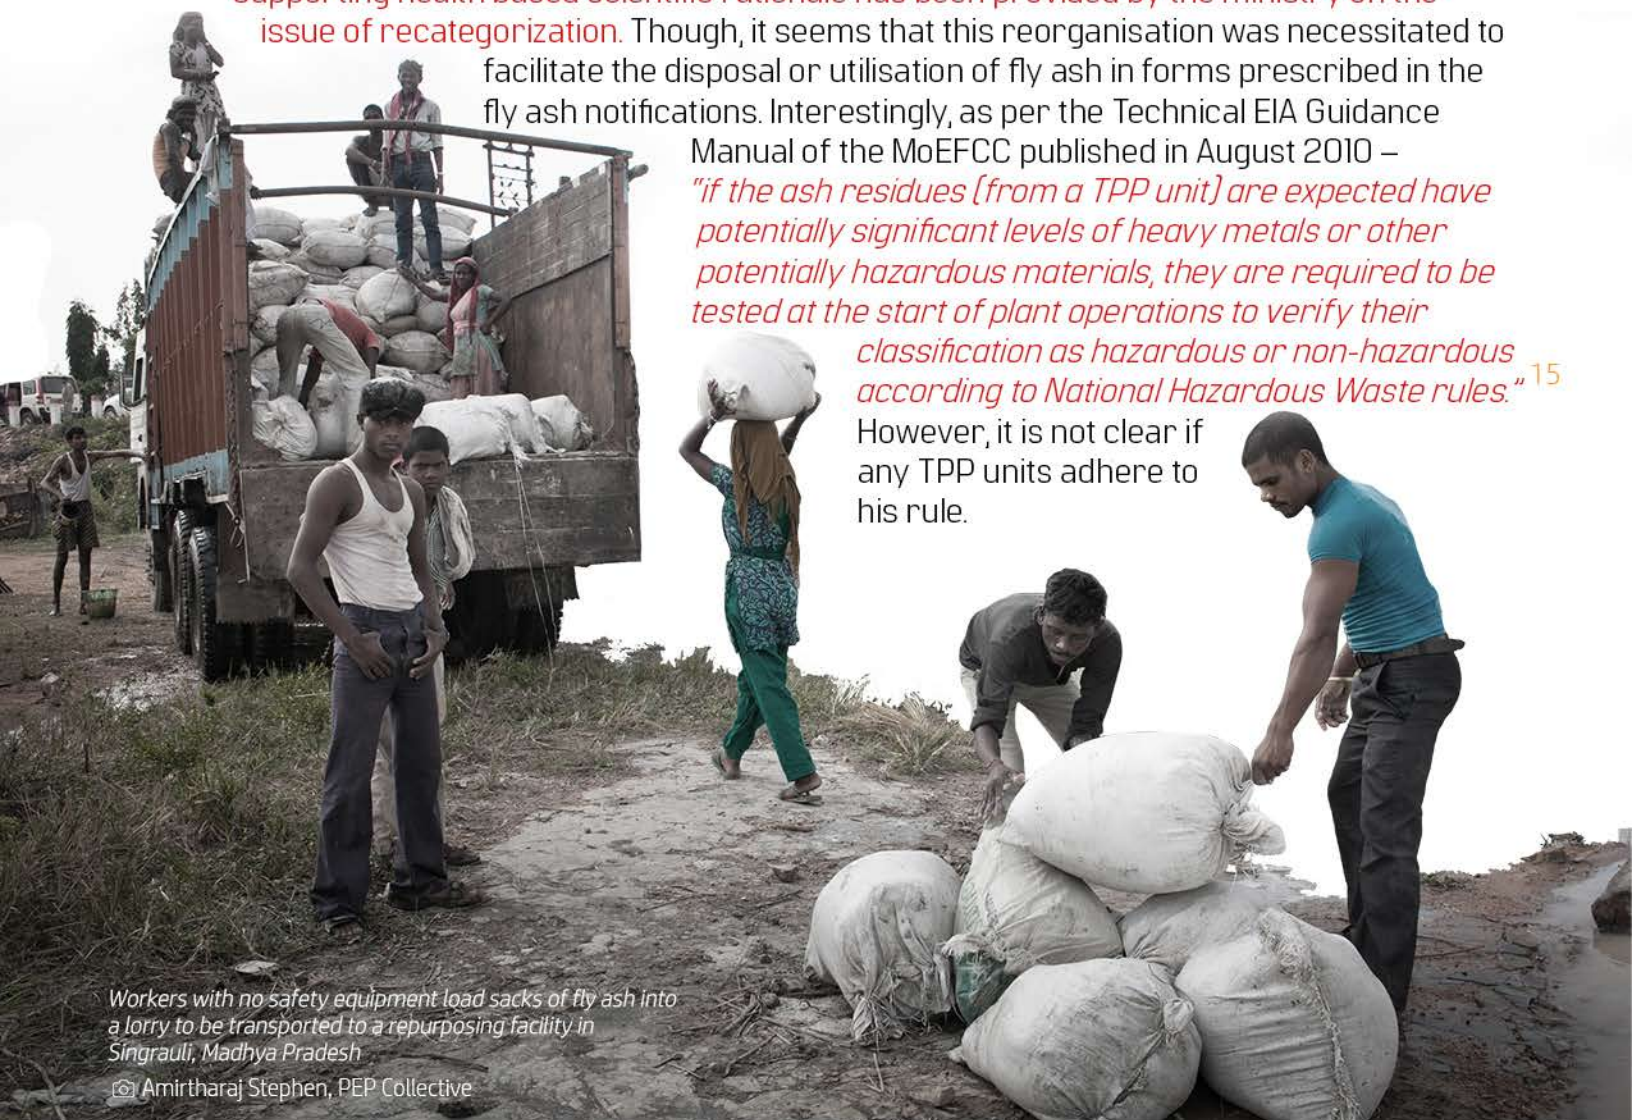 issue of recategorization. Though, it seems that this reorganisation was necessitated to
facilitate the disposal or utilisation of fly ash in forms prescribed in the
fly ash notifications. Interestingly, as per the Technical EIA Guidance
Manual of the MoEFCC published in August 2010 –
"if the ash residues (from a TPP unit) are expected have
potentially significant levels of heavy metals or other
potentially hazardous materials, they are required to be
tested at the start of plant operations to verify their
classification as hazardous or non-hazardous
according to National Hazardous Waste rules." 15
However, it is not clear if
any TPP units adhere to
his rule.
Workers with no safety equipment load sacks of fly ash into
a lorry to be transported to a repurposing facility in
Singrauli, Madhya Pradesh
Amirtharaj Stephen, PEP Collective